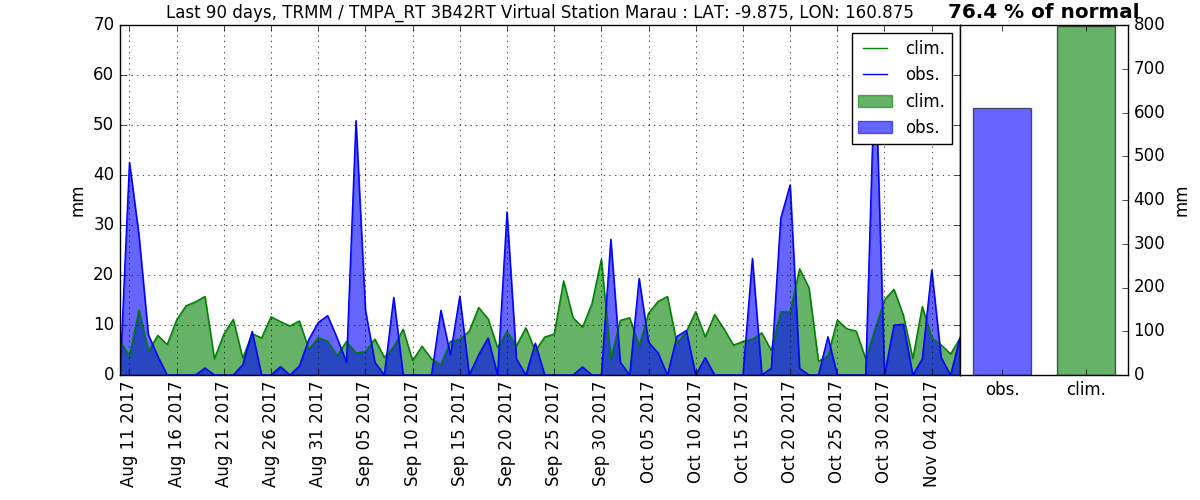 Last 90 days, TRMM / TMPA_RT 3B42RT Virtual Station Marau : LAT: -9.875, LON: 160.875
76.4 % of normal
70
60
50
40
30
20
10
0
mm
clim.
obs.
clim.
obs.
800
700
600
500
400
300
200
100
0
mm
Aug 11 2017
Aug 16 2017
Aug 21 2017
Aug 26 2017
Aug 31 2017
Sep 05 2017
Sep 10 2017
Sep 15 2017
Sep 20 2017
Sep 25 2017
Sep 30 2017
Oct 05 2017
Oct 10 2017
Oct 15 2017
Oct 20 2017
Oct 25 2017
Oct 30 2017
Nov 04 2017
obs.
clim.